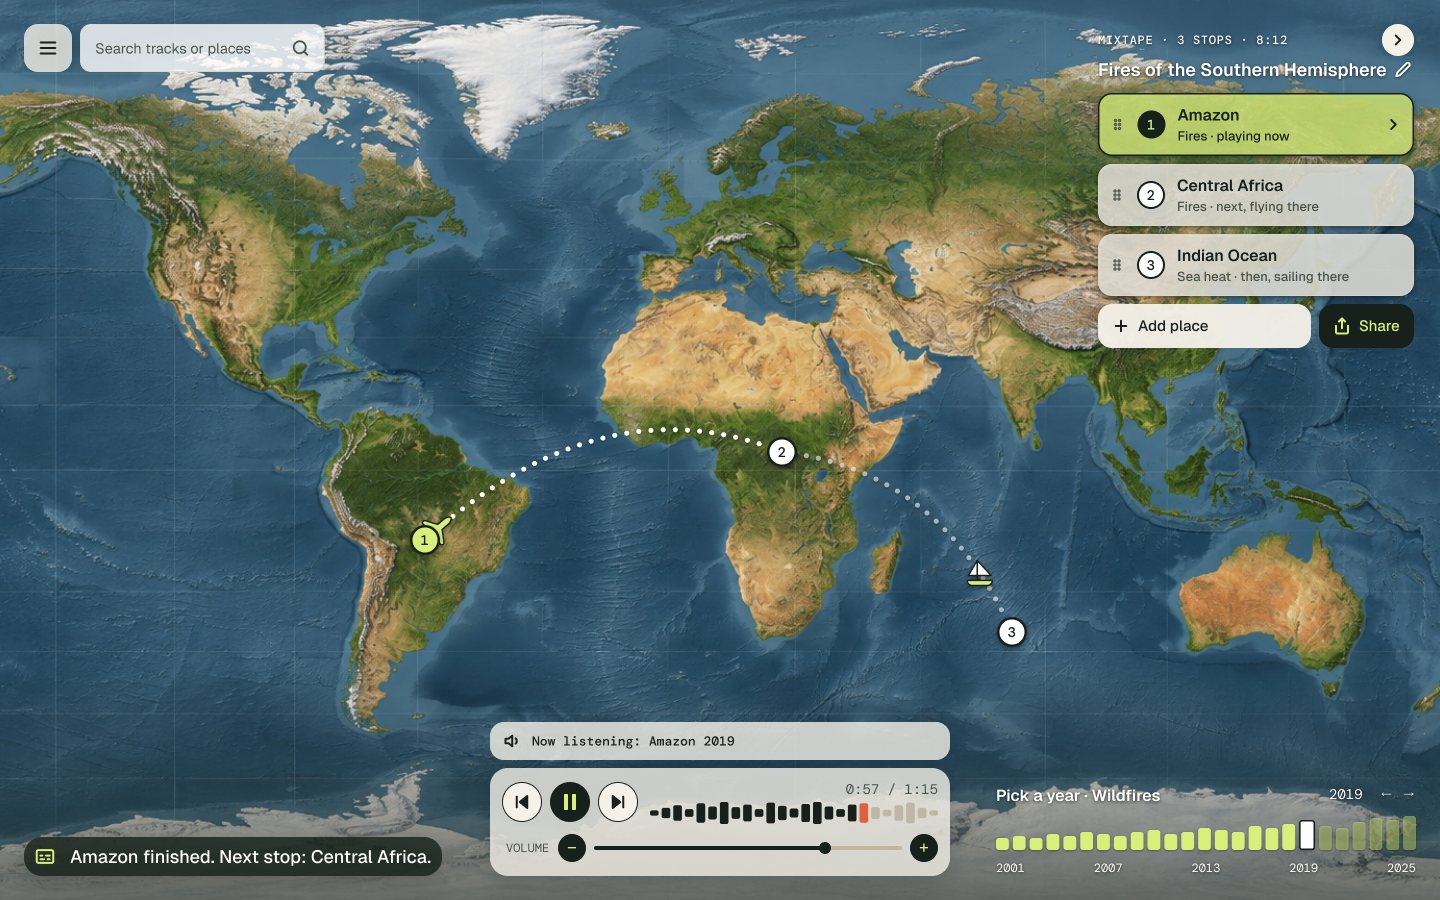 Search tracks or places
MIXTAPE · 3 STOPS · 8:12
Fires of the Southern Hemisphere
1
Amazon
Fires · playing now
2
Central Africa
Fires · next, flying there
3
Indian Ocean
Sea heat · then, sailing there
Add place
Share
2
1
3
Now listening: Amazon 2019
0:57 / 1:15
VOLUME
Amazon finished. Next stop: Central Africa.
Pick a year · Wildfires
2019 ← →
2001 2007 2013 2019 2025